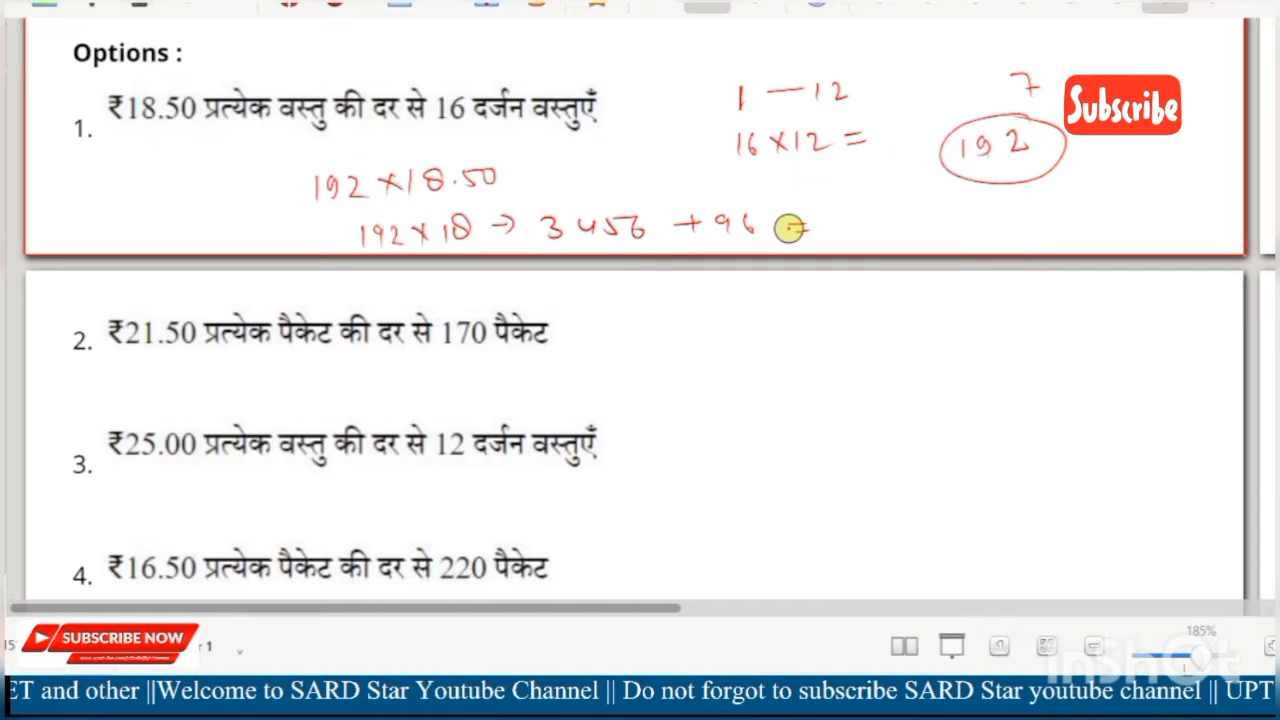 Options :
1. ₹18.50 प्रत्येक वस्तु की दर से 16 दर्जन वस्तुएँ
1 — 12
7
Subscribe
16 × 12 =
192
192 × 18.50
192 × 18 → 3456 + 96 =
2. ₹21.50 प्रत्येक पैकेट की दर से 170 पैकेट
3. ₹25.00 प्रत्येक वस्तु की दर से 12 दर्जन वस्तुएँ
4. ₹16.50 प्रत्येक पैकेट की दर से 220 पैकेट
SUBSCRIBE NOW
185%
InShOt
ET and other ||Welcome to SARD Star Youtube Channel || Do not forgot to subscribe SARD Star youtube channel || UPT